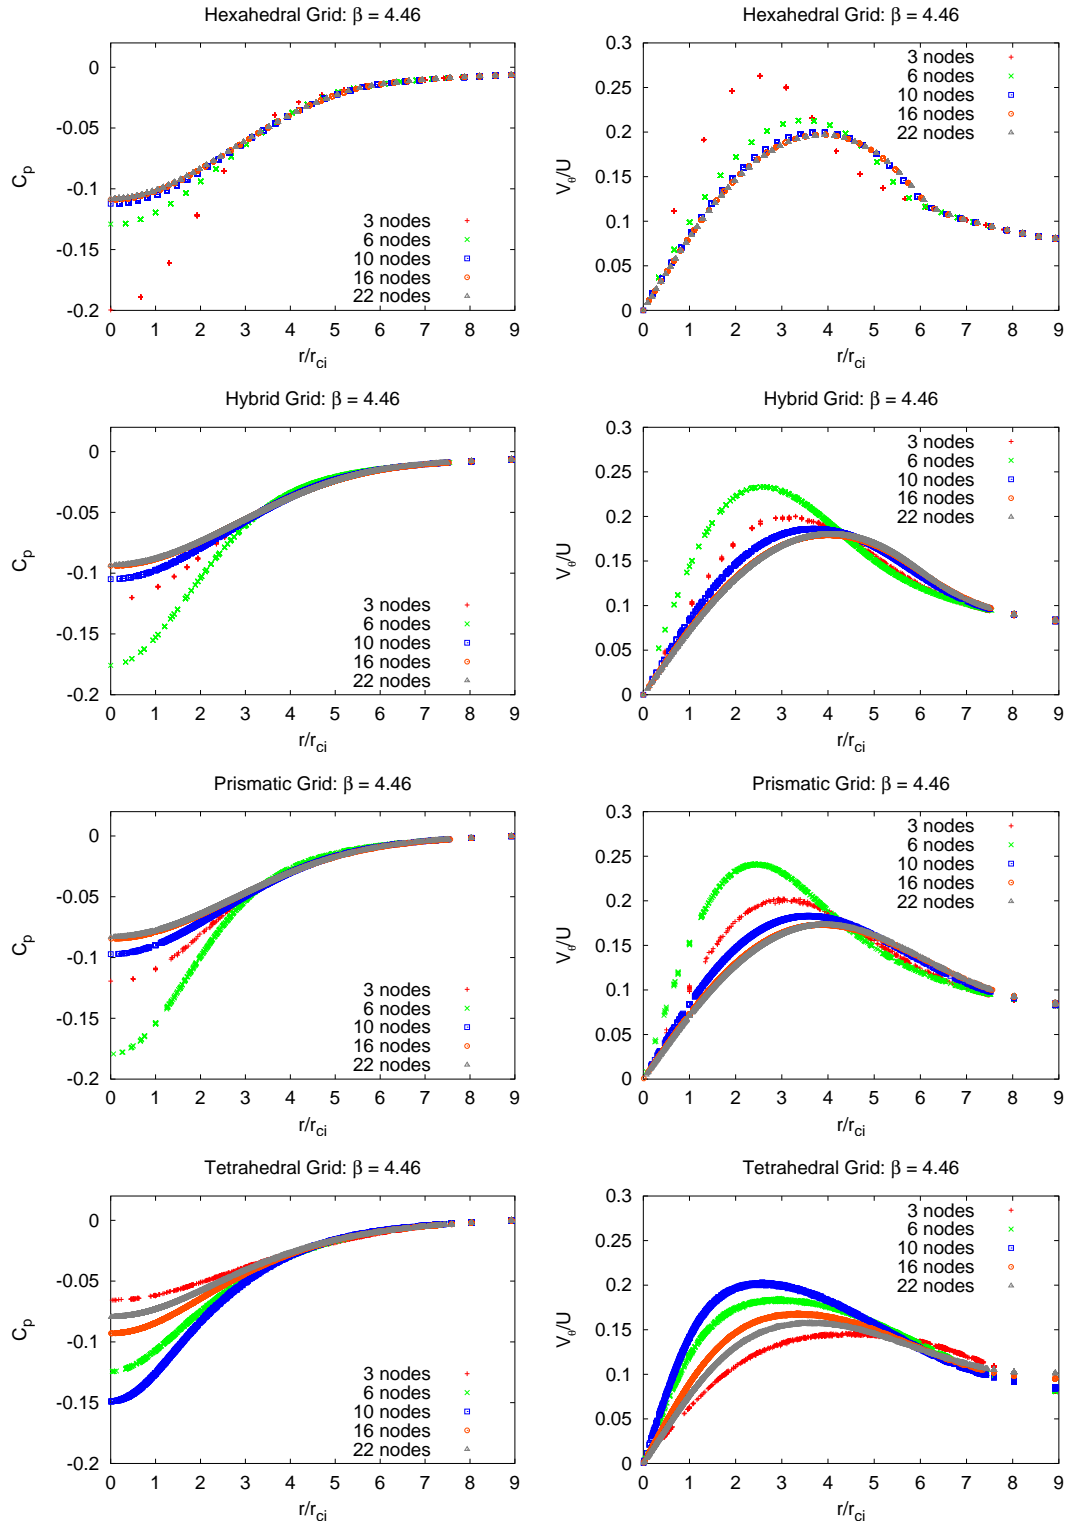 Hexahedral Grid: β = 4.46
0
-0.05
-0.1
-0.15
-0.2
C_p
3 nodes
6 nodes
10 nodes
16 nodes
22 nodes
0 1 2 3 4 5 6 7 8 9
r/r_ci
Hexahedral Grid: β = 4.46
0.3
0.25
0.2
0.15
0.1
0.05
0
V_θ/U
3 nodes
6 nodes
10 nodes
16 nodes
22 nodes
0 1 2 3 4 5 6 7 8 9
r/r_ci
Hybrid Grid: β = 4.46
0
-0.05
-0.1
-0.15
-0.2
C_p
3 nodes
6 nodes
10 nodes
16 nodes
22 nodes
0 1 2 3 4 5 6 7 8 9
r/r_ci
Hybrid Grid: β = 4.46
0.3
0.25
0.2
0.15
0.1
0.05
0
V_θ/U
3 nodes
6 nodes
10 nodes
16 nodes
22 nodes
0 1 2 3 4 5 6 7 8 9
r/r_ci
Prismatic Grid: β = 4.46
0
-0.05
-0.1
-0.15
-0.2
C_p
3 nodes
6 nodes
10 nodes
16 nodes
22 nodes
0 1 2 3 4 5 6 7 8 9
r/r_ci
Prismatic Grid: β = 4.46
0.3
0.25
0.2
0.15
0.1
0.05
0
V_θ/U
3 nodes
6 nodes
10 nodes
16 nodes
22 nodes
0 1 2 3 4 5 6 7 8 9
r/r_ci
Tetrahedral Grid: β = 4.46
0
-0.05
-0.1
-0.15
-0.2
C_p
3 nodes
6 nodes
10 nodes
16 nodes
22 nodes
0 1 2 3 4 5 6 7 8 9
r/r_ci
Tetrahedral Grid: β = 4.46
0.3
0.25
0.2
0.15
0.1
0.05
0
V_θ/U
3 nodes
6 nodes
10 nodes
16 nodes
22 nodes
0 1 2 3 4 5 6 7 8 9
r/r_ci